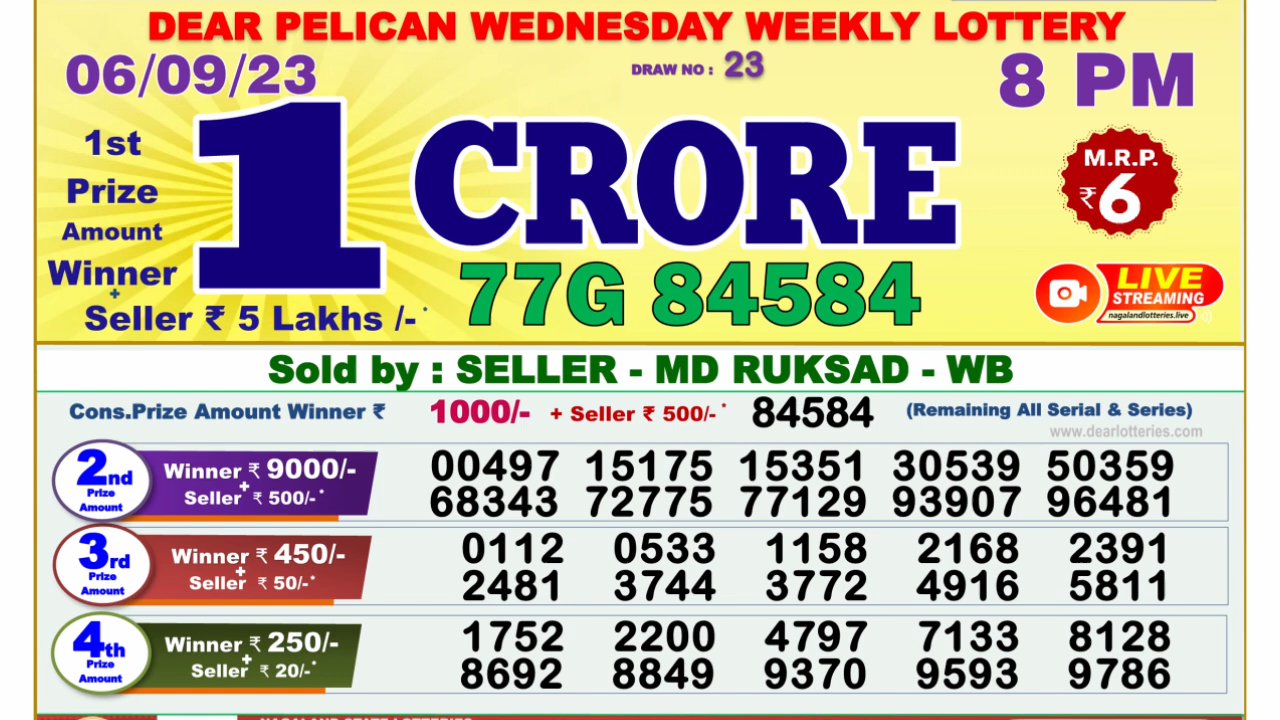 DEAR PELICAN WEDNESDAY WEEKLY LOTTERY
06/09/23
DRAW NO : 23
8 PM
1st
Prize
Amount
Winner
+
Seller ₹ 5 Lakhs /-*
1 CRORE
77G 84584
M.R.P.
₹6
LIVE
STREAMING
nagalandlotteries.live
Sold by : SELLER - MD RUKSAD - WB
Cons.Prize Amount Winner ₹ 1000/- + Seller ₹ 500/-* 84584 (Remaining All Serial & Series)
www.dearlotteries.com
2nd
Prize
Amount
Winner ₹ 9000/-
+
Seller ₹ 500/-*
00497 15175 15351 30539 50359
68343 72775 77129 93907 96481
3rd
Prize
Amount
Winner ₹ 450/-
+
Seller ₹ 50/-*
0112 0533 1158 2168 2391
2481 3744 3772 4916 5811
4th
Prize
Amount
Winner ₹ 250/-
+
Seller ₹ 20/-*
1752 2200 4797 7133 8128
8692 8849 9370 9593 9786